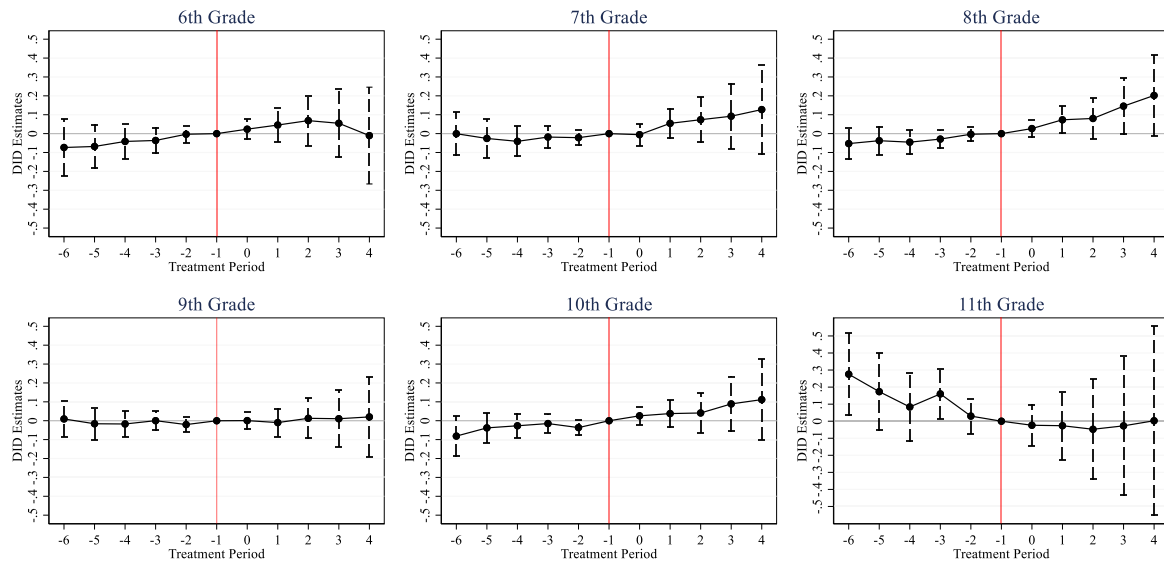 6th Grade
DID Estimates
.5
.4
.3
.2
.1
0
-.1
-.2
-.3
-.4
-.5
-6 -5 -4 -3 -2 -1 0 1 2 3 4
Treatment Period
7th Grade
DID Estimates
.5
.4
.3
.2
.1
0
-.1
-.2
-.3
-.4
-.5
-6 -5 -4 -3 -2 -1 0 1 2 3 4
Treatment Period
8th Grade
DID Estimates
.5
.4
.3
.2
.1
0
-.1
-.2
-.3
-.4
-.5
-6 -5 -4 -3 -2 -1 0 1 2 3 4
Treatment Period
9th Grade
DID Estimates
.5
.4
.3
.2
.1
0
-.1
-.2
-.3
-.4
-.5
-6 -5 -4 -3 -2 -1 0 1 2 3 4
Treatment Period
10th Grade
DID Estimates
.5
.4
.3
.2
.1
0
-.1
-.2
-.3
-.4
-.5
-6 -5 -4 -3 -2 -1 0 1 2 3 4
Treatment Period
11th Grade
DID Estimates
.5
.4
.3
.2
.1
0
-.1
-.2
-.3
-.4
-.5
-6 -5 -4 -3 -2 -1 0 1 2 3 4
Treatment Period